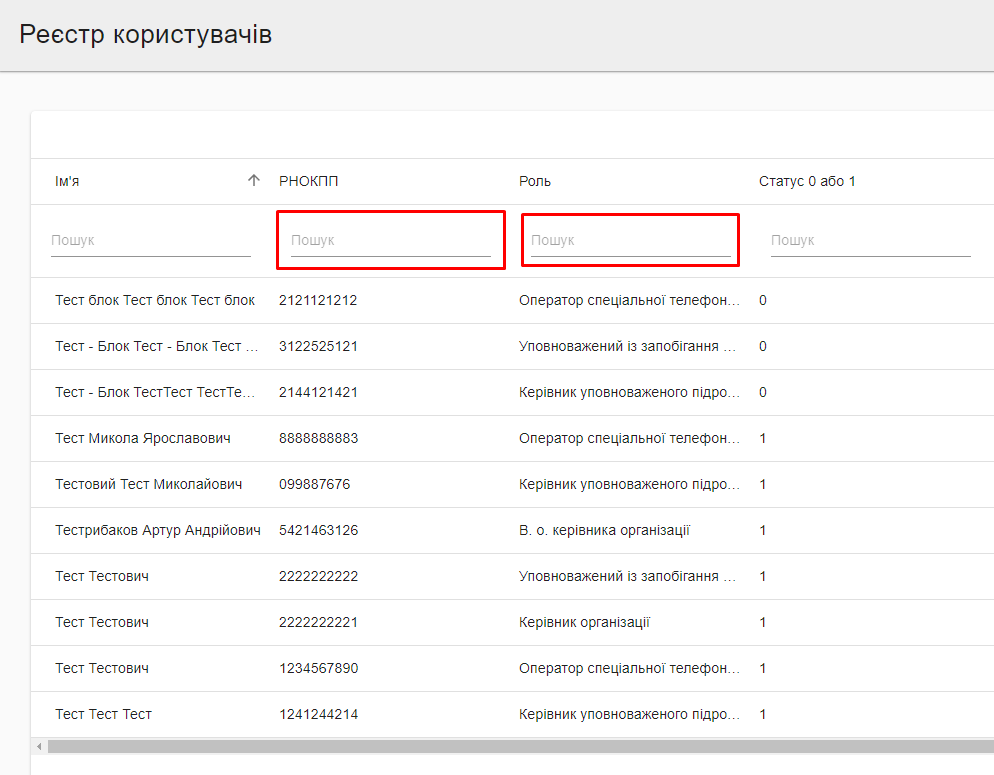 Реєстр користувачів
Ім'я РНОКПП Роль Статус 0 або 1
Пошук Пошук Пошук Пошук
Тест блок Тест блок Тест блок 2121121212 Оператор спеціальної телефон... 0
Тест - Блок Тест - Блок Тест ... 3122525121 Уповноважений із запобігання ... 0
Тест - Блок ТестТест ТестТе... 2144121421 Керівник уповноваженого підро... 0
Тест Микола Ярославович 8888888883 Оператор спеціальної телефон... 1
Тестовий Тест Миколайович 099887676 Керівник уповноваженого підро... 1
Тестрибаков Артур Андрійович 5421463126 В. о. керівника організації 1
Тест Тестович 2222222222 Уповноважений із запобігання ... 1
Тест Тестович 2222222221 Керівник організації 1
Тест Тестович 1234567890 Оператор спеціальної телефон... 1
Тест Тест Тест 1241244214 Керівник уповноваженого підро... 1